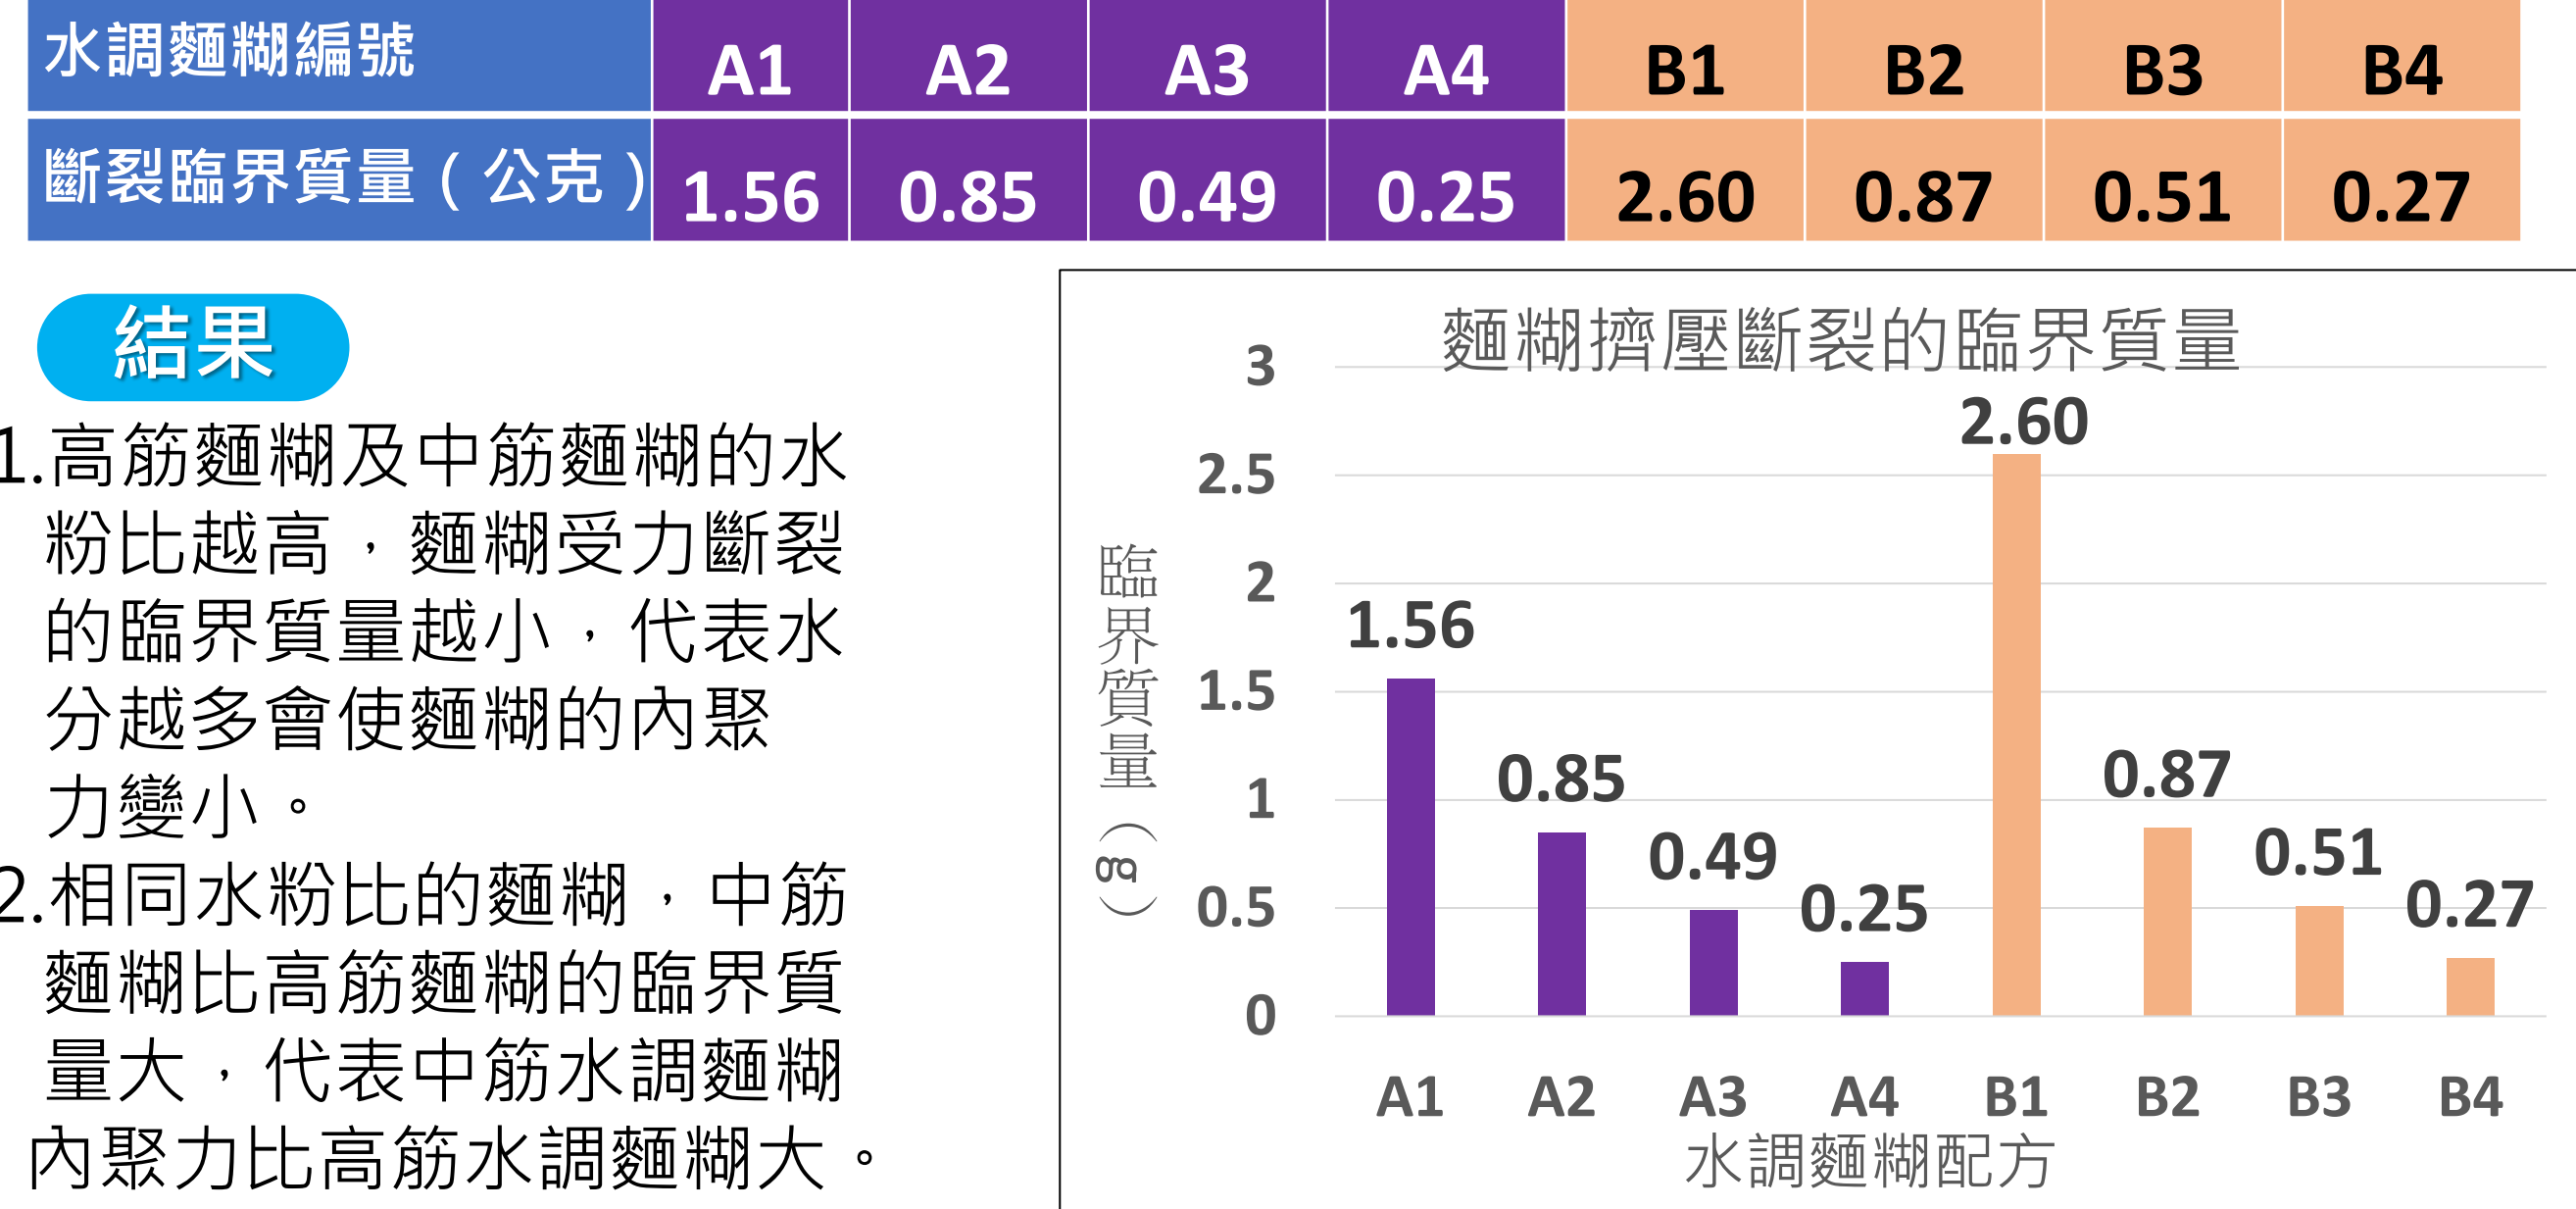 水調麵糊編號 A1 A2 A3 A4 B1 B2 B3 B4
斷裂臨界質量(公克) 1.56 0.85 0.49 0.25 2.60 0.87 0.51 0.27
結果
1.高筋麵糊及中筋麵糊的水
粉比越高，麵糊受力斷裂
的臨界質量越小，代表水
分越多會使麵糊的內聚
力變小。
2.相同水粉比的麵糊，中筋
麵糊比高筋麵糊的臨界質
量大，代表中筋水調麵糊
內聚力比高筋水調麵糊大。
麵糊擠壓斷裂的臨界質量
臨界質量(g)
3
2.5
2
1.5
1
0.5
0
1.56
0.85
0.49
0.25
2.60
0.87
0.51
0.27
A1 A2 A3 A4 B1 B2 B3 B4
水調麵糊配方